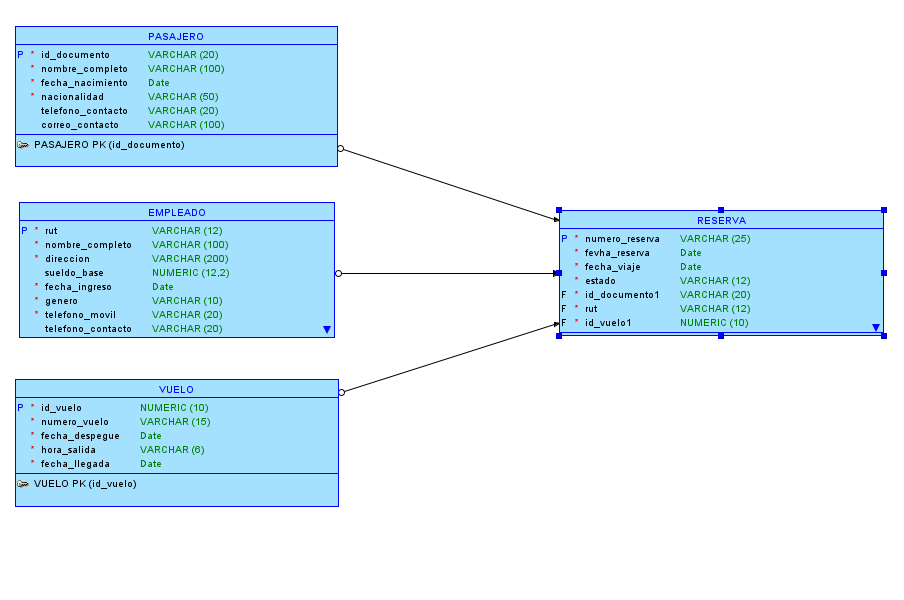 PASAJERO
P * id_documento VARCHAR (20)
* nombre_completo VARCHAR (100)
* fecha_nacimiento Date
* nacionalidad VARCHAR (50)
telefono_contacto VARCHAR (20)
correo_contacto VARCHAR (100)
PASAJERO PK (id_documento)
EMPLEADO
P * rut VARCHAR (12)
* nombre_completo VARCHAR (100)
* direccion VARCHAR (200)
sueldo_base NUMERIC (12,2)
* fecha_ingreso Date
* genero VARCHAR (10)
* telefono_movil VARCHAR (20)
telefono_contacto VARCHAR (20)
VUELO
P * id_vuelo NUMERIC (10)
* numero_vuelo VARCHAR (15)
* fecha_despegue Date
* hora_salida VARCHAR (6)
* fecha_llegada Date
VUELO PK (id_vuelo)
RESERVA
P * numero_reserva VARCHAR (25)
* fevha_reserva Date
* fecha_viaje Date
* estado VARCHAR (12)
F * id_documento1 VARCHAR (20)
F * rut VARCHAR (12)
F * id_vuelo1 NUMERIC (10)